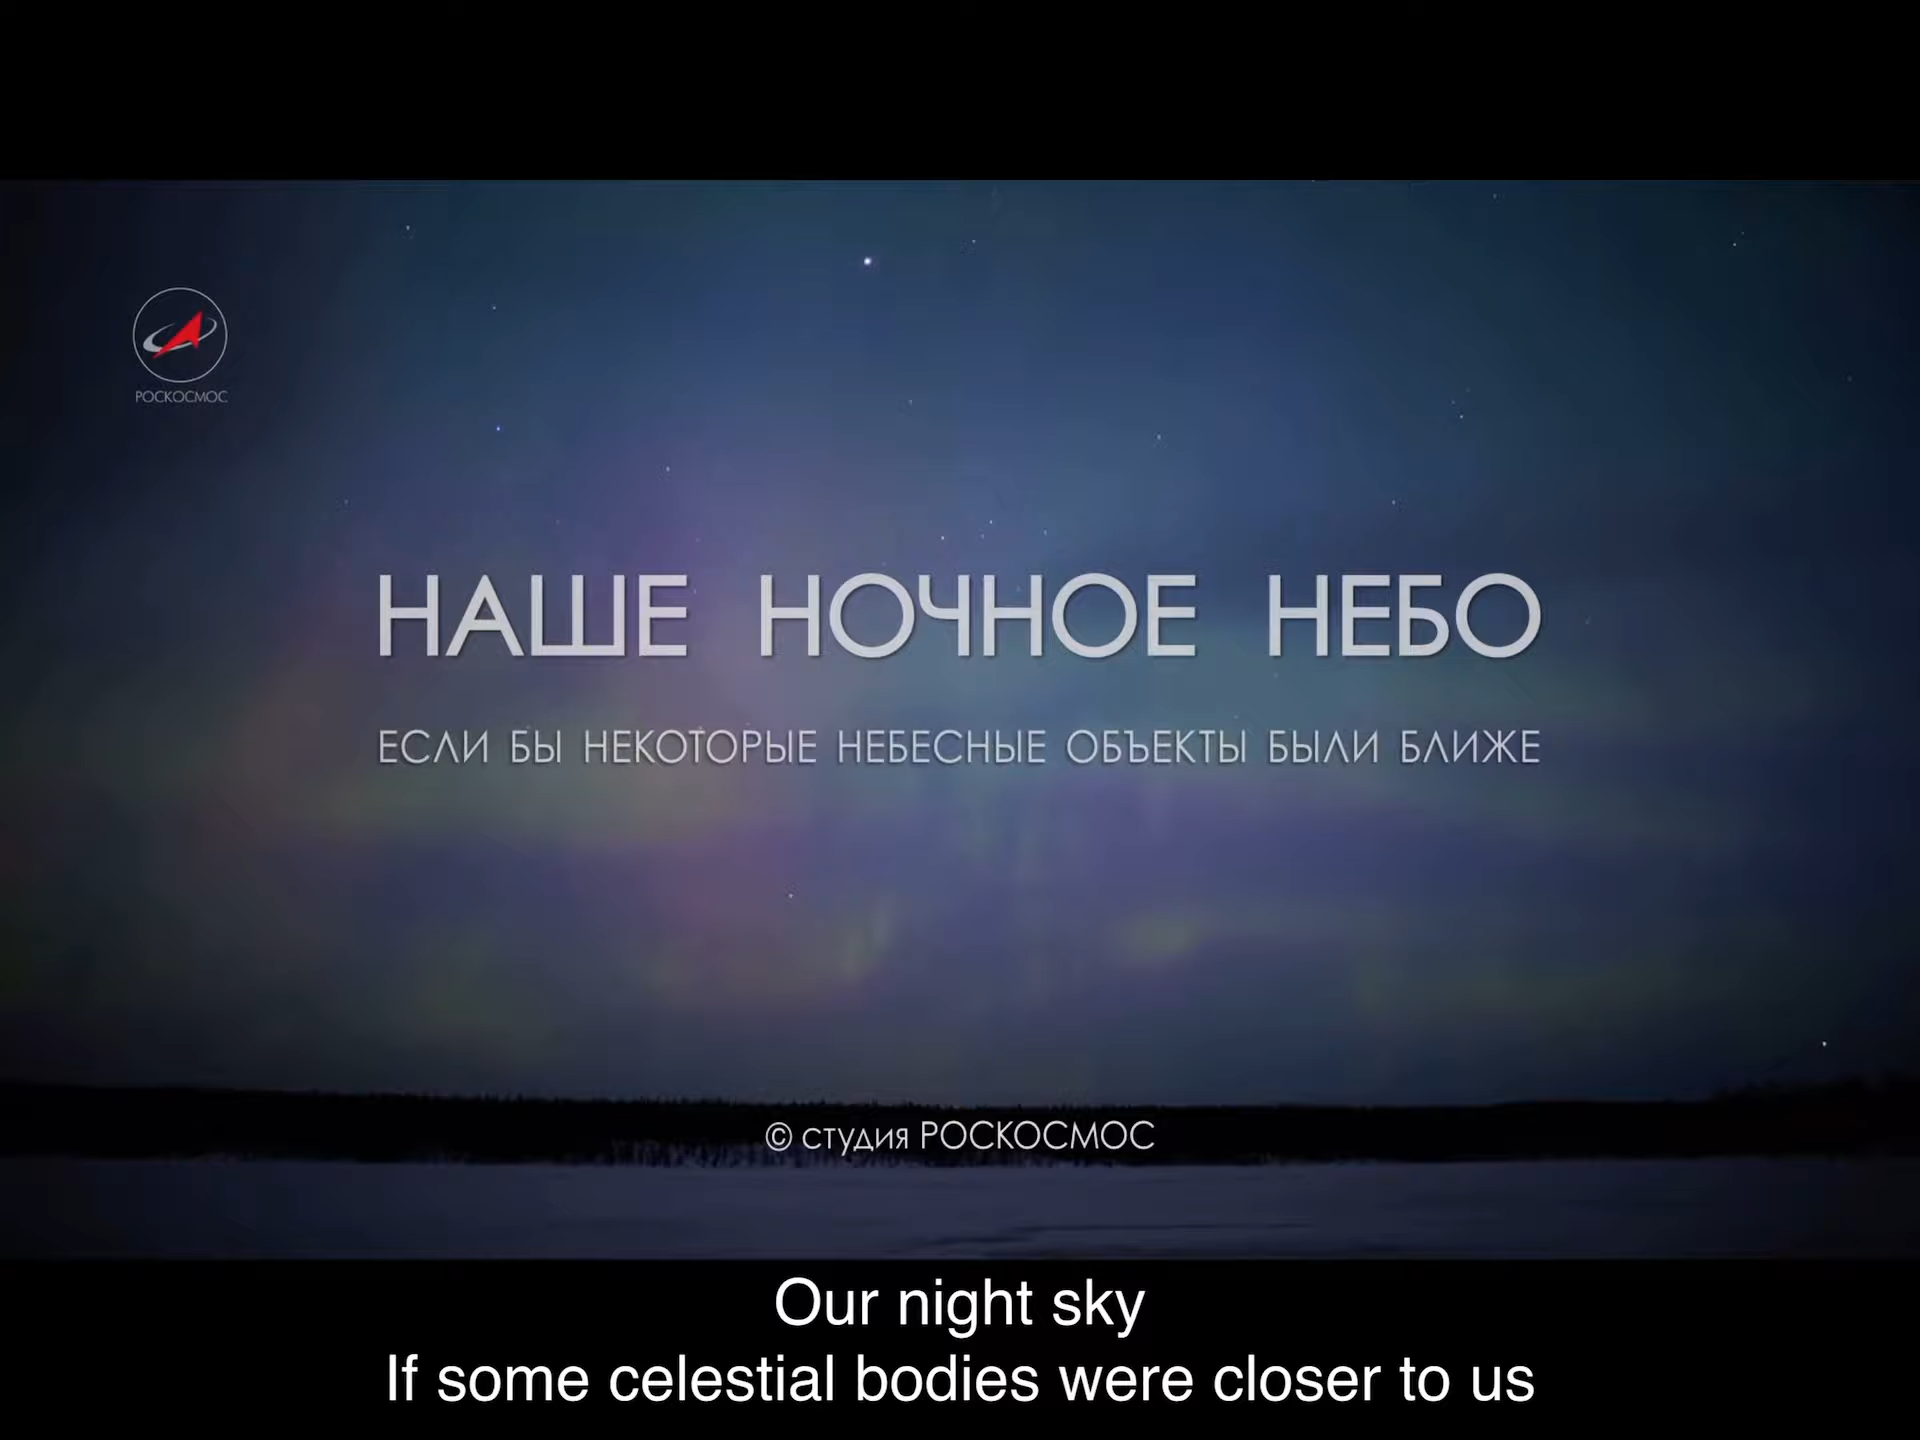 РОСКОСМОС
НАШЕ НОЧНОЕ НЕБО
ЕСЛИ БЫ НЕКОТОРЫЕ НЕБЕСНЫЕ ОБЪЕКТЫ БЫЛИ БЛИЖЕ
© студия РОСКОСМОС
Our night sky
If some celestial bodies were closer to us